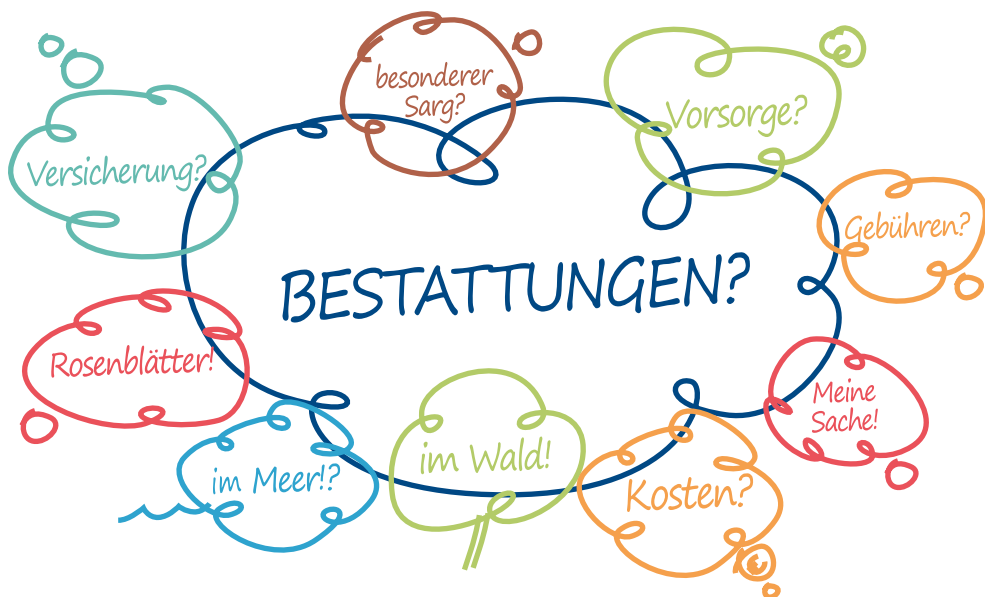 besonderer
Sarg?
Vorsorge?
Versicherung?
Gebühren?
BESTATTUNGEN?
Rosenblätter!
Meine
Sache!
im Wald!
im Meer!?
Kosten?